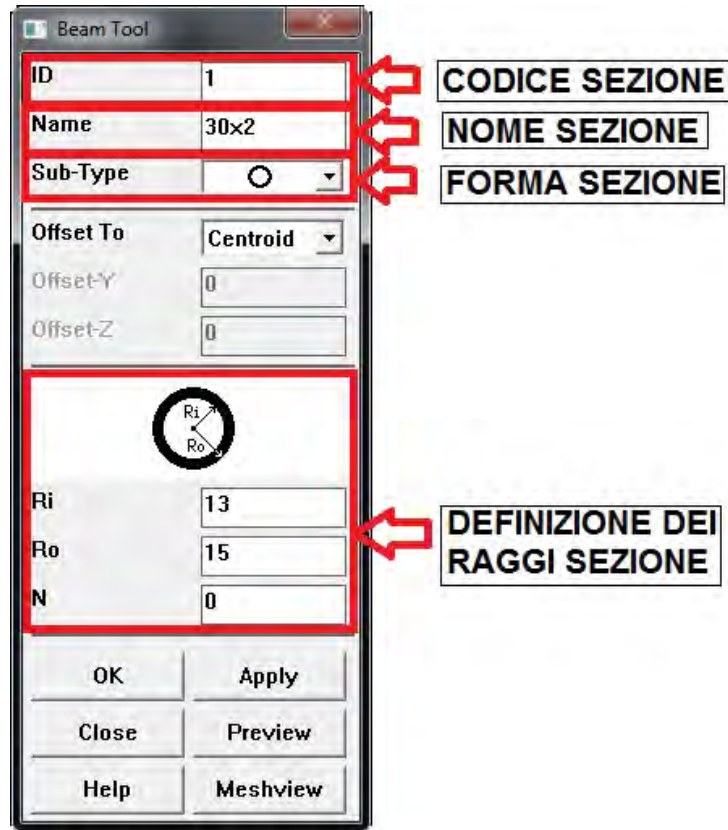 Beam Tool
ID 1
CODICE SEZIONE
Name 30x2
NOME SEZIONE
Sub-Type
FORMA SEZIONE
Offset To Centroid
Offset-Y 0
Offset-Z 0
Ri
Ro
Ri 13
Ro 15
N 0
DEFINIZIONE DEI
RAGGI SEZIONE
OK Apply
Close Preview
Help Meshview